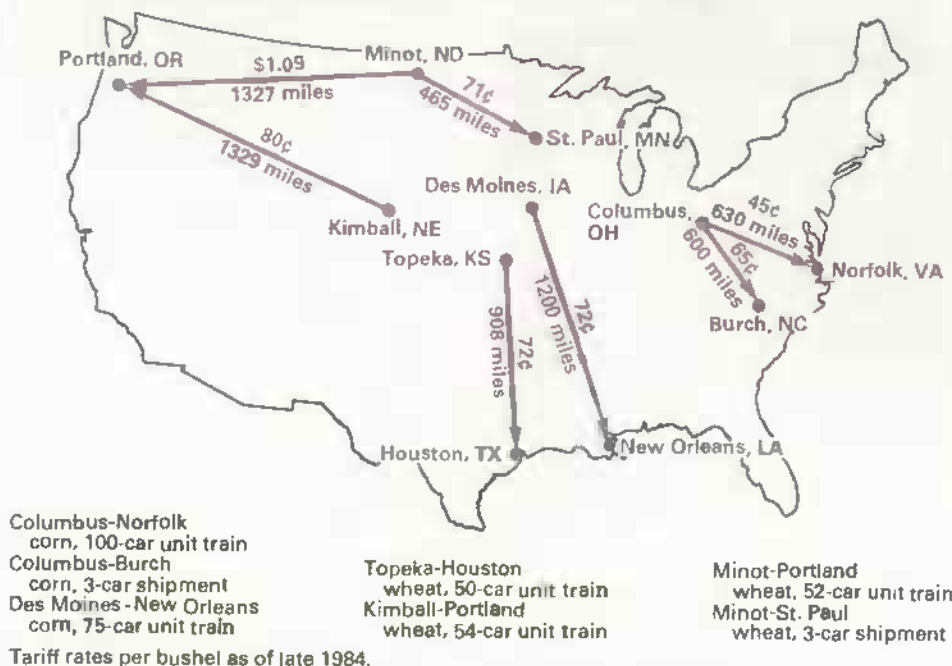 Portland, OR
$1.09
1327 miles
Minot, ND
71¢
465 miles
St. Paul, MN
80¢
1329 miles
Kimball, NE
Des Moines, IA
Topeka, KS
72¢
1200 miles
72¢
908 miles
Columbus,
OH
45¢
630 miles
65¢
600 miles
Norfolk, VA
Burch, NC
Houston, TX
New Orleans, LA
Columbus-Norfolk
corn, 100-car unit train
Columbus-Burch
corn, 3-car shipment
Des Moines-New Orleans
corn, 75-car unit train
Topeka-Houston
wheat, 50-car unit train
Kimball-Portland
wheat, 54-car unit train
Minot-Portland
wheat, 52-car unit train
Minot-St. Paul
wheat, 3-car shipment
Tariff rates per bushel as of late 1984.